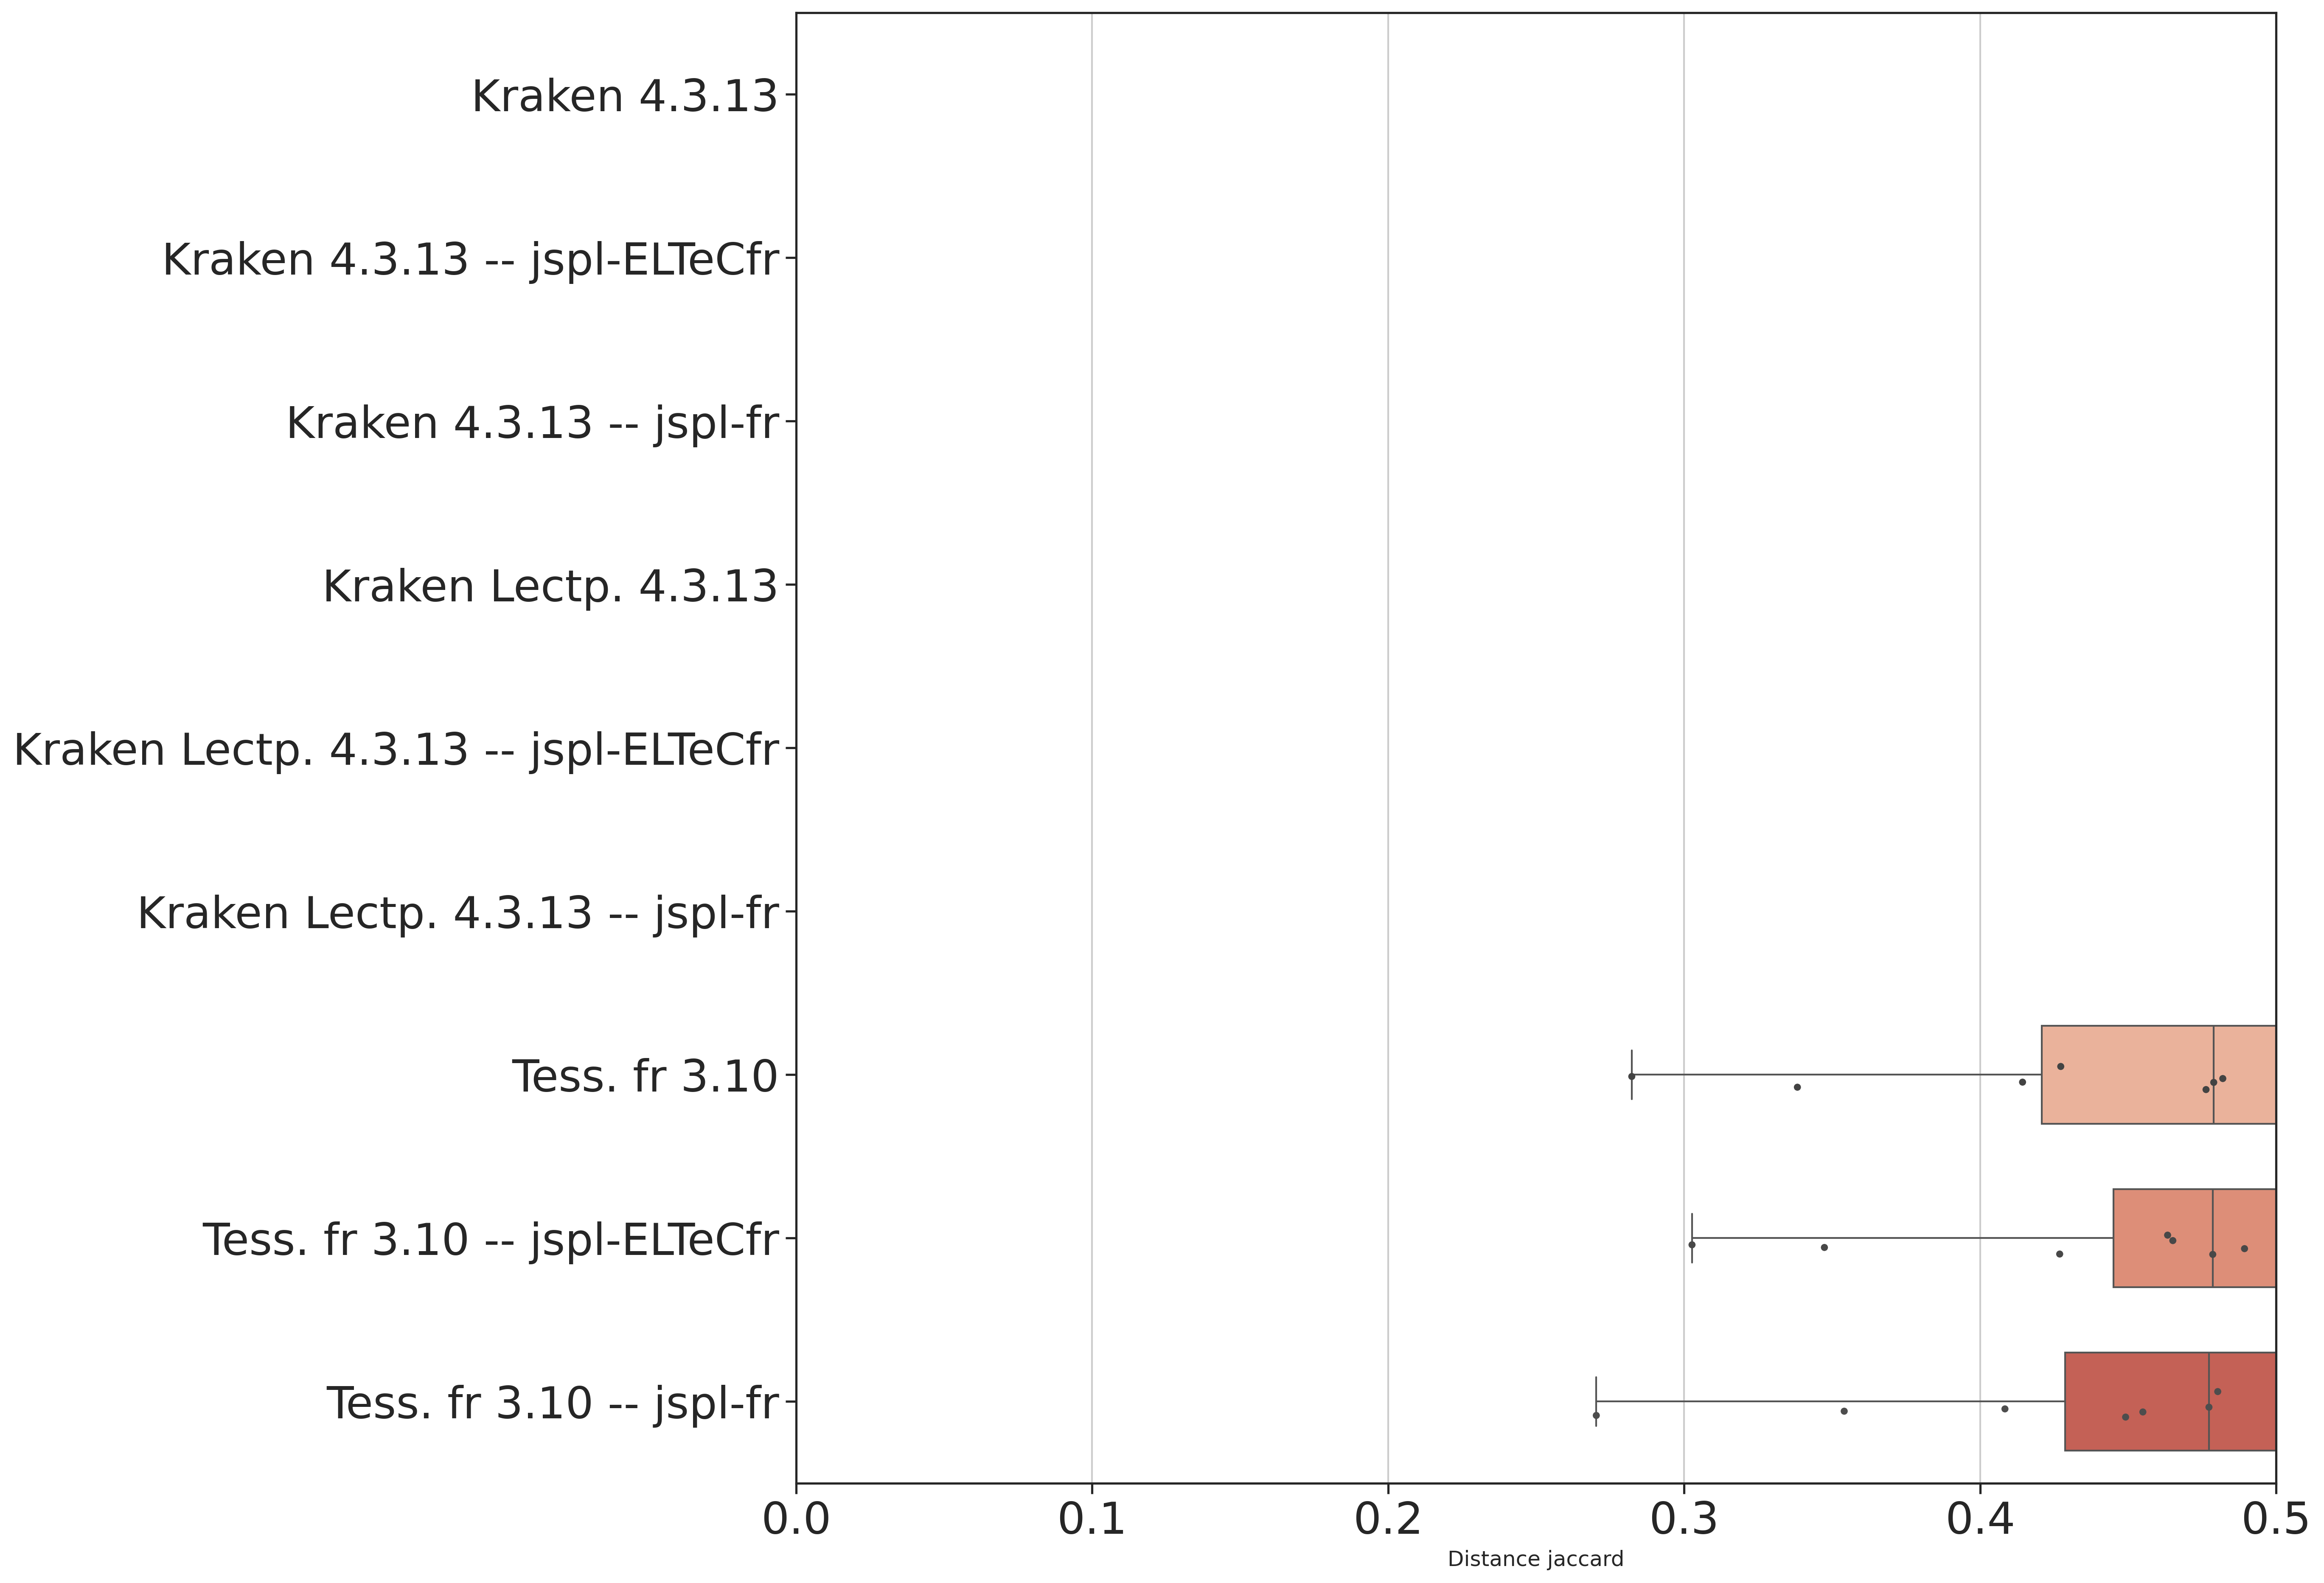 Kraken 4.3.13
Kraken 4.3.13 -- jspl-ELTeCfr
Kraken 4.3.13 -- jspl-fr
Kraken Lectp. 4.3.13
Kraken Lectp. 4.3.13 -- jspl-ELTeCfr
Kraken Lectp. 4.3.13 -- jspl-fr
Tess. fr 3.10
Tess. fr 3.10 -- jspl-ELTeCfr
Tess. fr 3.10 -- jspl-fr
0.0 0.1 0.2 0.3 0.4 0.5
Distance jaccard